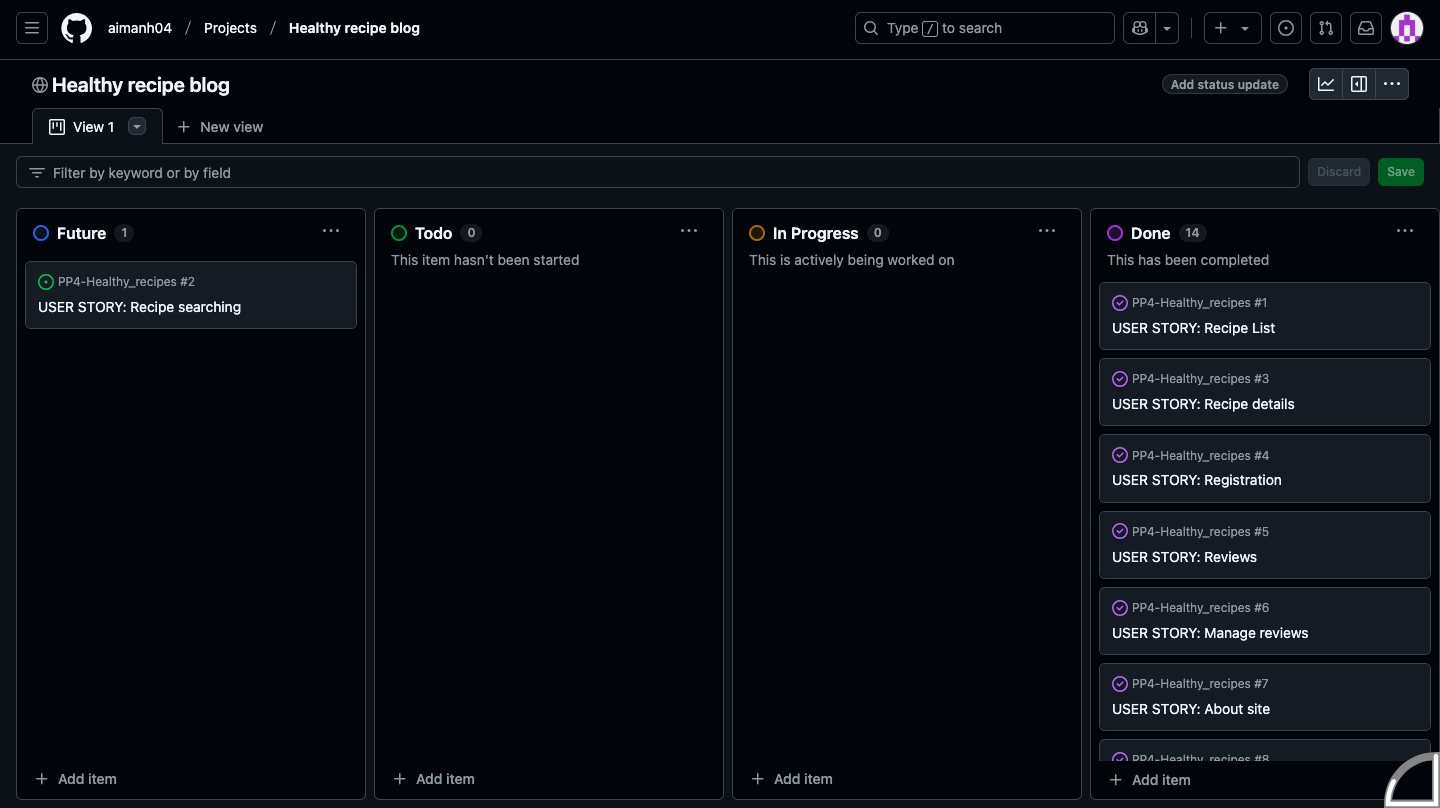 aimanh04 / Projects / Healthy recipe blog
Type / to search
Healthy recipe blog
Add status update
View 1
New view
Filter by keyword or by field
Discard
Save
Future 1
PP4-Healthy_recipes #2
USER STORY: Recipe searching
Add item
Todo 0
This item hasn't been started
Add item
In Progress 0
This is actively being worked on
Add item
Done 14
This has been completed
PP4-Healthy_recipes #1
USER STORY: Recipe List
PP4-Healthy_recipes #3
USER STORY: Recipe details
PP4-Healthy_recipes #4
USER STORY: Registration
PP4-Healthy_recipes #5
USER STORY: Reviews
PP4-Healthy_recipes #6
USER STORY: Manage reviews
PP4-Healthy_recipes #7
USER STORY: About site
PP4-Healthy_recipes #8
Add item